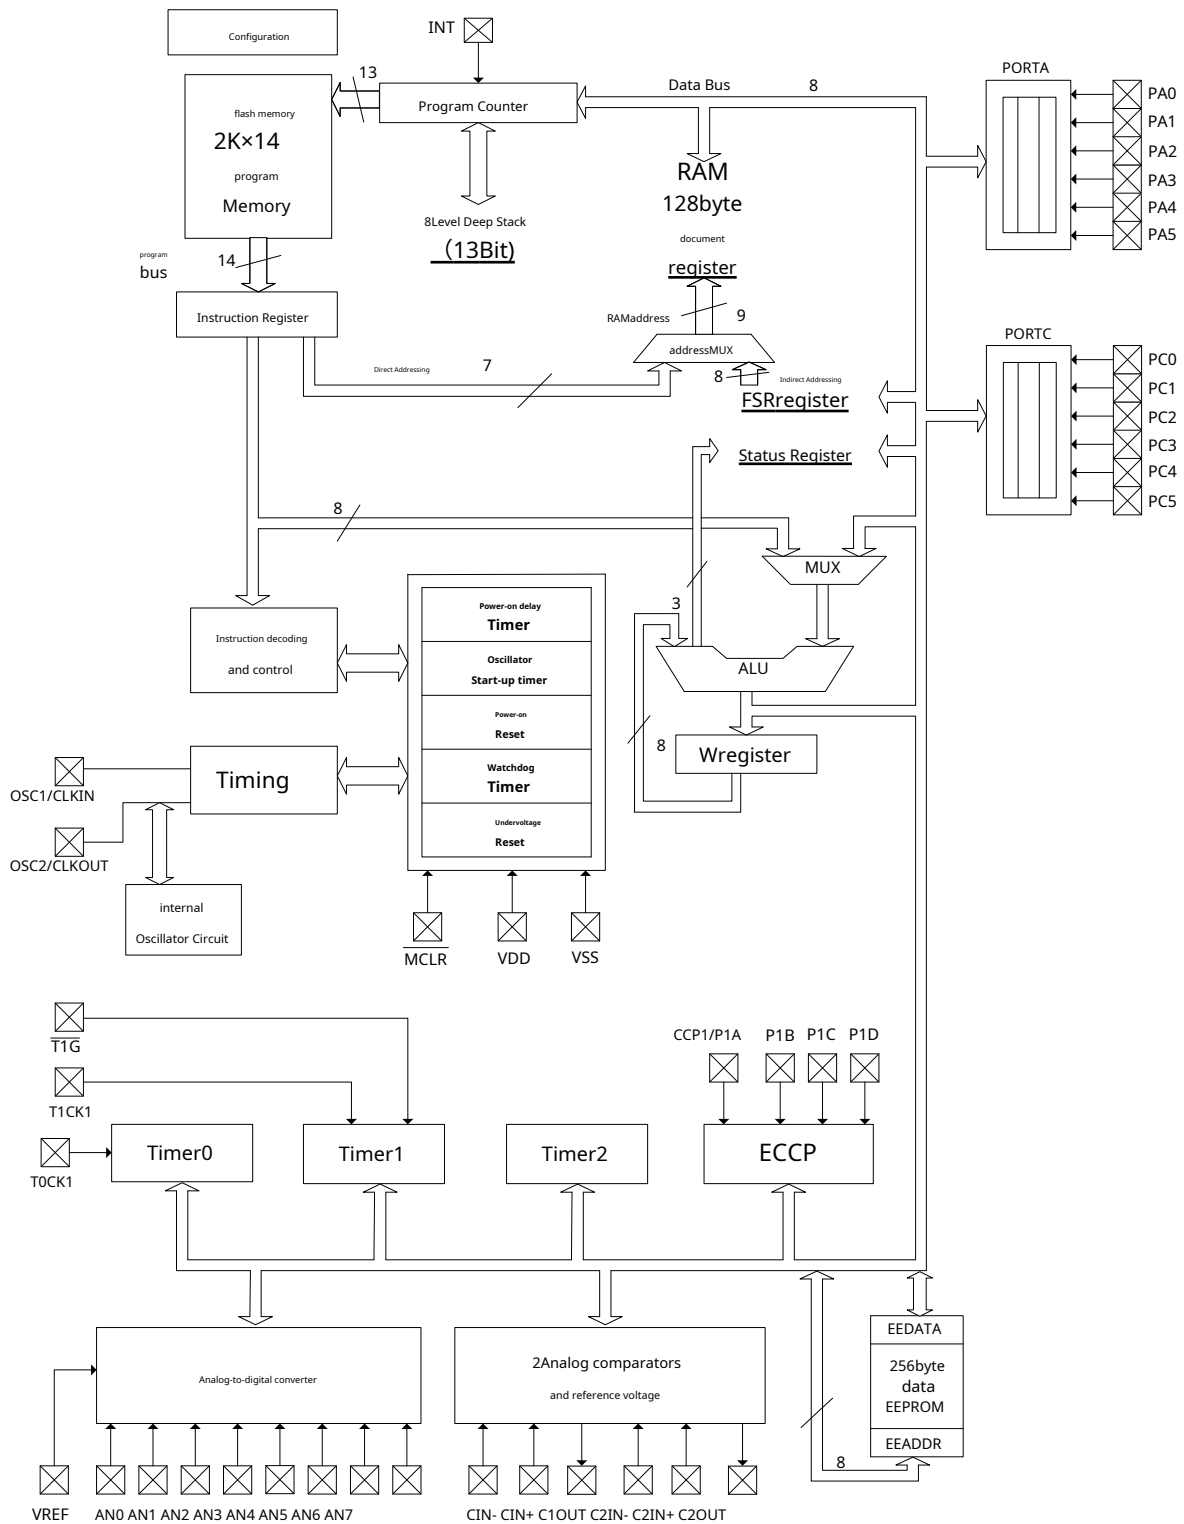 Configuration
INT
13
Program Counter
Data Bus
8
PORTA
PA0
PA1
PA2
PA3
PA4
PA5
flash memory
2K×14
program
Memory
8Level Deep Stack
(13Bit)
RAM
128byte
document
register
program
bus
14
Instruction Register
RAMaddress
9
addressMUX
Direct Addressing
7
8
Indirect Addressing
FSRregister
Status Register
PORTC
PC0
PC1
PC2
PC3
PC4
PC5
8
MUX
3
ALU
8
Wregister
Instruction decoding
and control
Power-on delay
Timer
Oscillator
Start-up timer
Power-on
Reset
Watchdog
Timer
Undervoltage
Reset
Timing
OSC1/CLKIN
OSC2/CLKOUT
internal
Oscillator Circuit
MCLR
VDD
VSS
T1G
T1CK1
T0CK1
CCP1/P1A
P1B
P1C
P1D
Timer0
Timer1
Timer2
ECCP
Analog-to-digital converter
2Analog comparators
and reference voltage
EEDATA
256byte
data
EEPROM
EEADDR
8
VREF
AN0 AN1 AN2 AN3 AN4 AN5 AN6 AN7
CIN- CIN+ C1OUT C2IN- C2IN+ C2OUT